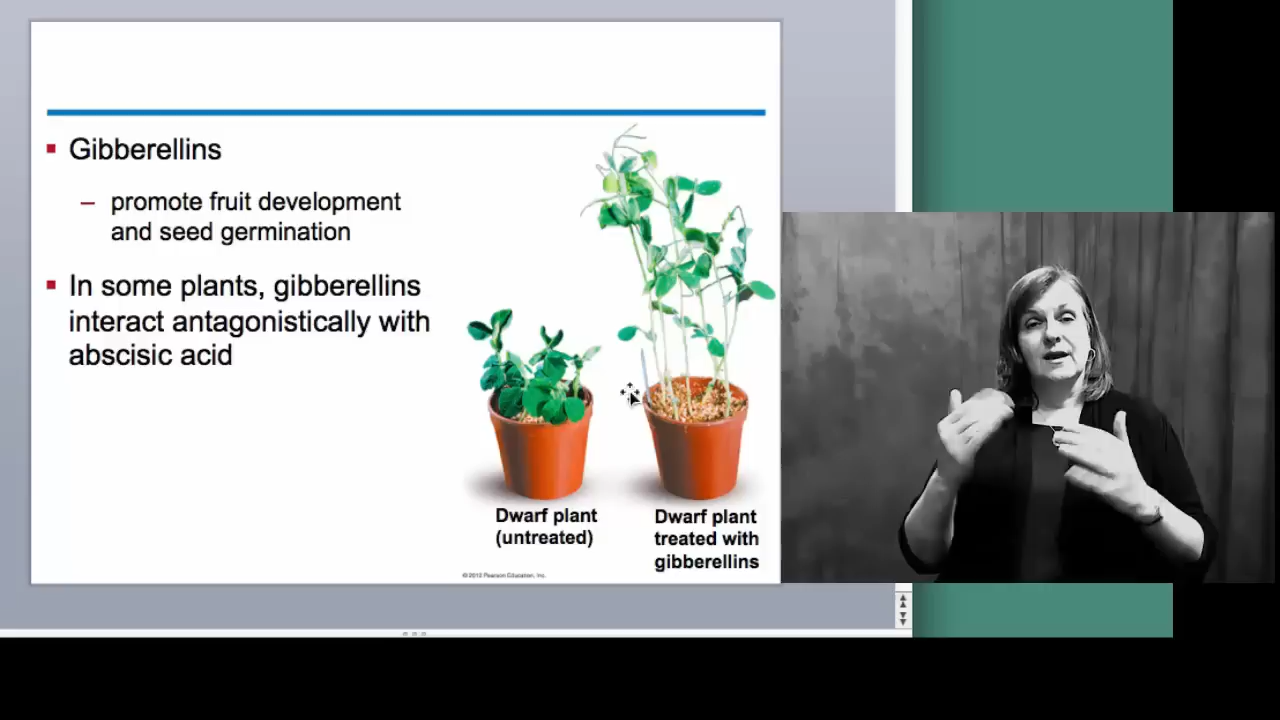 Gibberellins
– promote fruit development
and seed germination
In some plants, gibberellins
interact antagonistically with
abscisic acid
Dwarf plant
(untreated)
Dwarf plant
treated with
gibberellins
© 2012 Pearson Education, Inc.